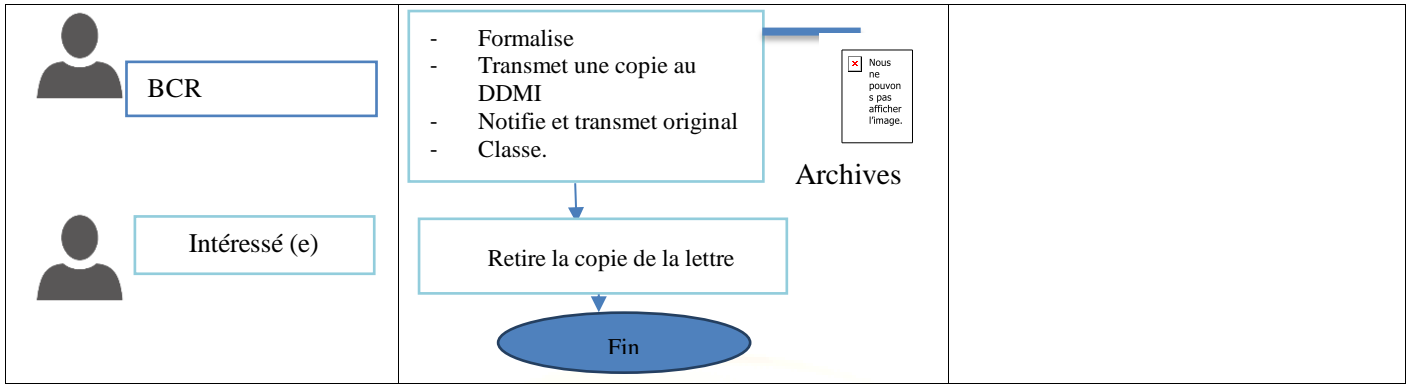 BCR
- Formalise
- Transmet une copie au
DDMI
- Notifie et transmet original
- Classe.
Nous
ne
pouvon
s pas
afficher
l'image.
Archives
Intéressé (e)
Retire la copie de la lettre
Fin